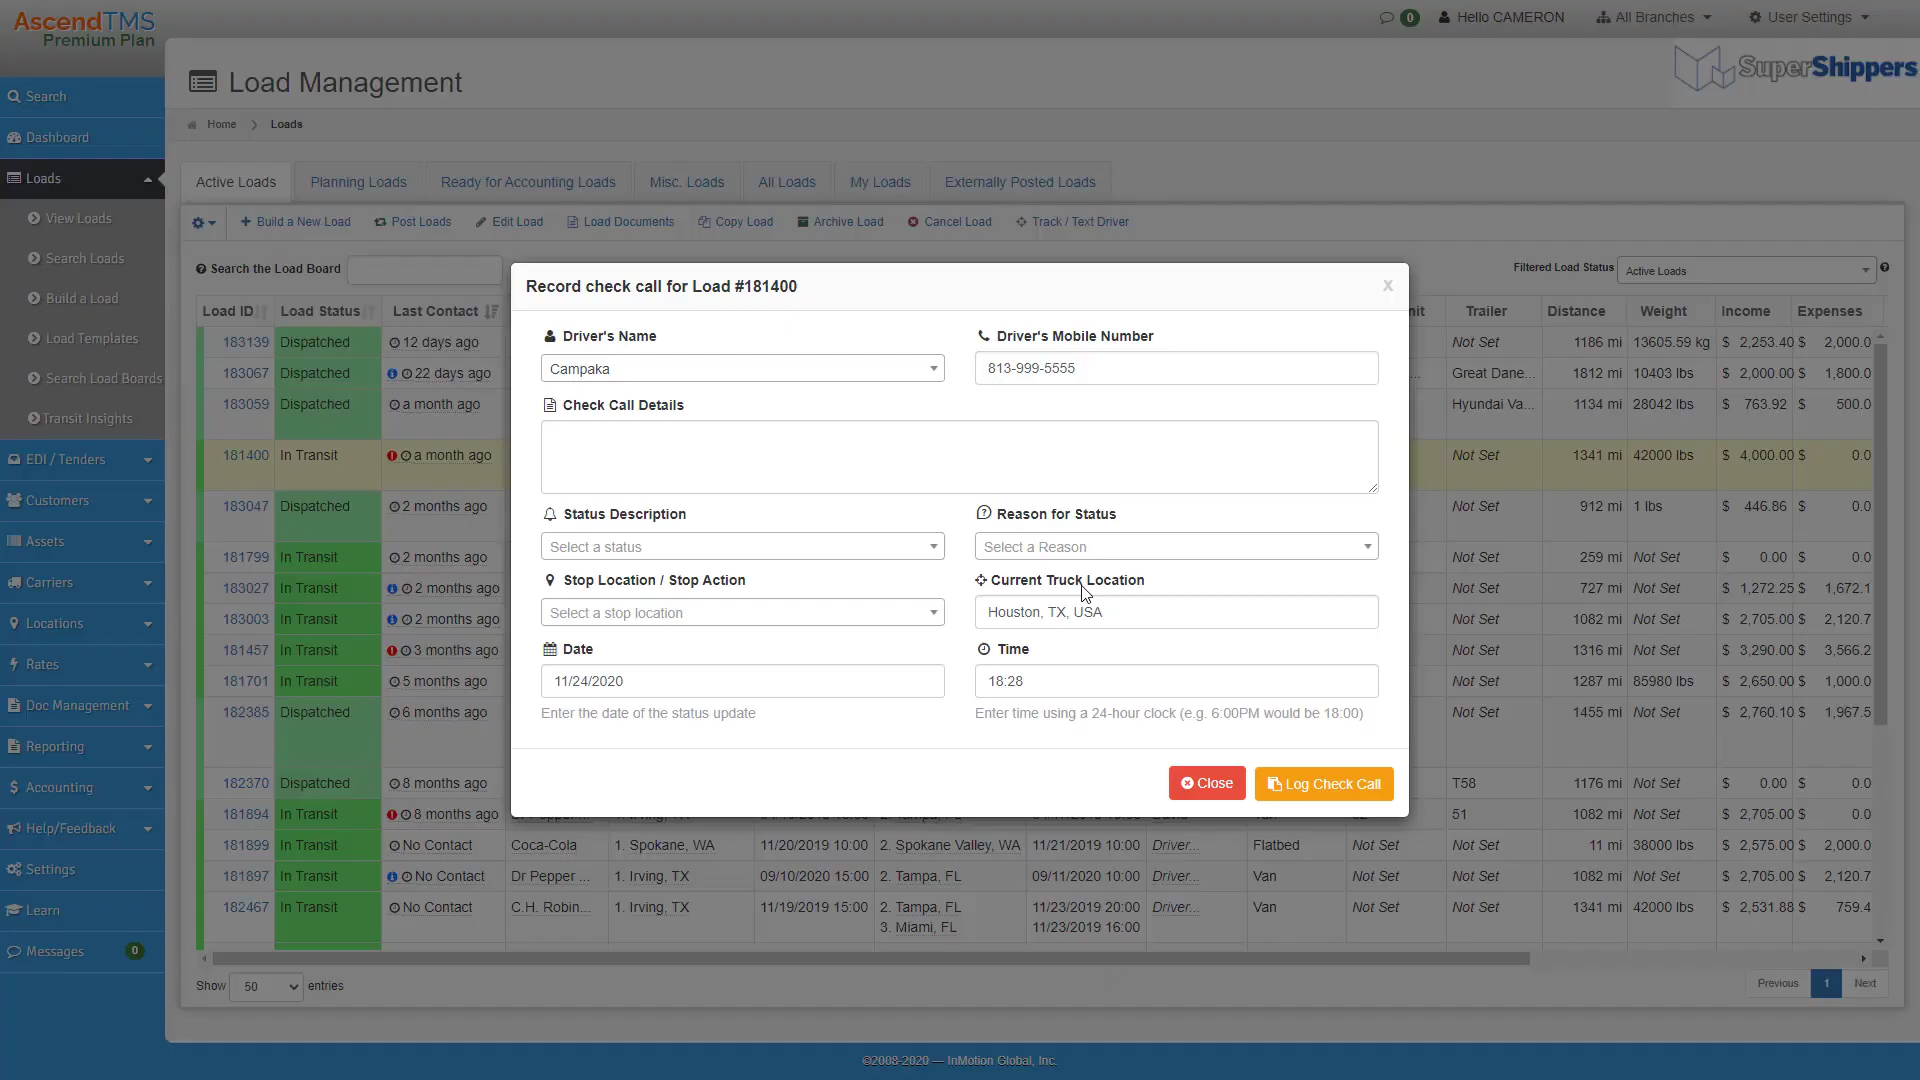 AscendTMS
Premium Plan
0
Hello CAMERON
All Branches
User Settings
Load Management
SuperShippers
Home
Loads
Search
Dashboard
Loads
View Loads
Search Loads
Build a Load
Load Templates
Search Load Boards
Transit Insights
EDI / Tenders
Customers
Assets
Carriers
Locations
Rates
Doc Management
Reporting
Accounting
Help/Feedback
Settings
Learn
Messages 0
Active Loads Planning Loads Ready for Accounting Loads Misc. Loads All Loads My Loads Externally Posted Loads
Build a New Load Post Loads Edit Load Load Documents Copy Load Archive Load Cancel Load Track / Text Driver
Search the Load Board
Filtered Load Status Active Loads
Load ID Load Status Last Contact Trailer Distance Weight Income Expenses
183139 Dispatched 12 days ago Not Set 1186 mi 13605.59 kg $ 2,253.40 $ 2,000.0
183067 Dispatched 22 days ago Great Dane... 1812 mi 10403 lbs $ 2,000.00 $ 1,800.0
183059 Dispatched a month ago Hyundai Va... 1134 mi 28042 lbs $ 763.92 $ 500.0
181400 In Transit a month ago Not Set 1341 mi 42000 lbs $ 4,000.00 $ 0.0
183047 Dispatched 2 months ago Not Set 912 mi 1 lbs $ 446.86 $ 0.0
181799 In Transit 2 months ago Not Set 259 mi Not Set $ 0.00 $ 0.0
183027 In Transit 2 months ago Not Set 727 mi Not Set $ 1,272.25 $ 1,672.1
183003 In Transit 2 months ago Not Set 1082 mi Not Set $ 2,705.00 $ 2,120.7
181457 In Transit 3 months ago Not Set 1316 mi Not Set $ 3,290.00 $ 3,566.2
181701 In Transit 5 months ago Not Set 1287 mi 85980 lbs $ 2,650.00 $ 1,000.0
182385 Dispatched 6 months ago Not Set 1455 mi Not Set $ 2,760.10 $ 1,967.5
182370 Dispatched 8 months ago T58 1176 mi Not Set $ 0.00 $ 0.0
181894 In Transit 8 months ago 51 1082 mi Not Set $ 2,705.00 $ 0.0
181899 In Transit No Contact Coca-Cola 1. Spokane, WA 11/20/2019 10:00 2. Spokane Valley, WA 11/21/2019 10:00 Driver... Flatbed Not Set Not Set 11 mi 38000 lbs $ 2,575.00 $ 2,000.0
181897 In Transit No Contact Dr Pepper ... 1. Irving, TX 09/10/2020 15:00 2. Tampa, FL 09/11/2020 10:00 Driver... Van Not Set Not Set 1082 mi Not Set $ 2,705.00 $ 2,120.7
182467 In Transit No Contact C.H. Robin... 1. Irving, TX 11/19/2019 15:00 2. Tampa, FL 11/23/2019 20:00 Driver... Van Not Set Not Set 1341 mi 42000 lbs $ 2,531.88 $ 759.4
3. Miami, FL 11/23/2019 16:00
Show 50 entries
Previous 1 Next
Record check call for Load #181400
X
Driver's Name
Campaka
Driver's Mobile Number
813-999-5555
Check Call Details
Status Description
Select a status
Reason for Status
Select a Reason
Stop Location / Stop Action
Select a stop location
Current Truck Location
Houston, TX, USA
Date
11/24/2020
Enter the date of the status update
Time
18:28
Enter time using a 24-hour clock (e.g. 6:00PM would be 18:00)
Close
Log Check Call
©2008-2020 — InMotion Global, Inc.